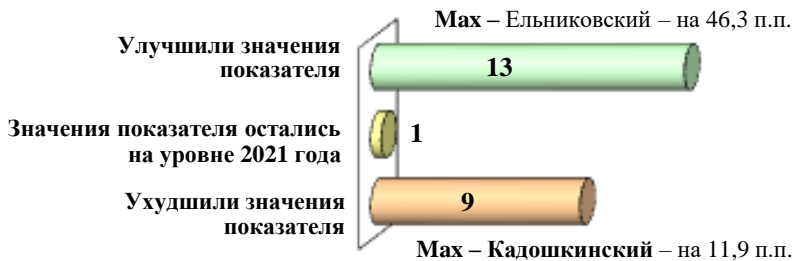 Max – Ельниковский – на 46,3 п.п.
Улучшили значения
показателя
13
Значения показателя остались
на уровне 2021 года
1
Ухудшили значения
показателя
9
Max – Кадошкинский – на 11,9 п.п.